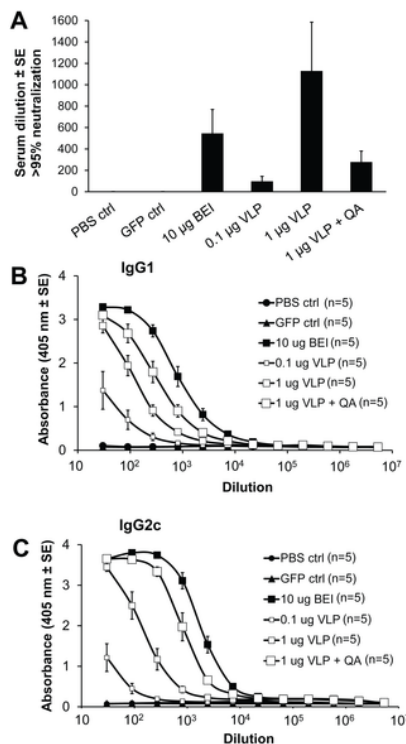 A
Serum dilution ± SE
>95% neutralization
1600
1400
1200
1000
800
600
400
200
0
PBS ctrl
GFP ctrl
10 µg BEI
0.1 µg VLP
1 µg VLP
1 µg VLP + QA
B
IgG1
Absorbance (405 nm ± SE)
4
3
2
1
0
PBS ctrl (n=5)
GFP ctrl (n=5)
10 ug BEI (n=5)
0.1 ug VLP (n=5)
1 ug VLP (n=5)
1 ug VLP + QA (n=5)
10 10² 10³ 10⁴ 10⁵ 10⁶ 10⁷
Dilution
C
IgG2c
Absorbance (405 nm ± SE)
4
3
2
1
0
PBS ctrl (n=5)
GFP ctrl (n=5)
10 ug BEI (n=5)
0.1 ug VLP (n=5)
1 ug VLP (n=5)
1 ug VLP + QA (n=5)
10 10² 10³ 10⁴ 10⁵ 10⁶ 10⁷
Dilution